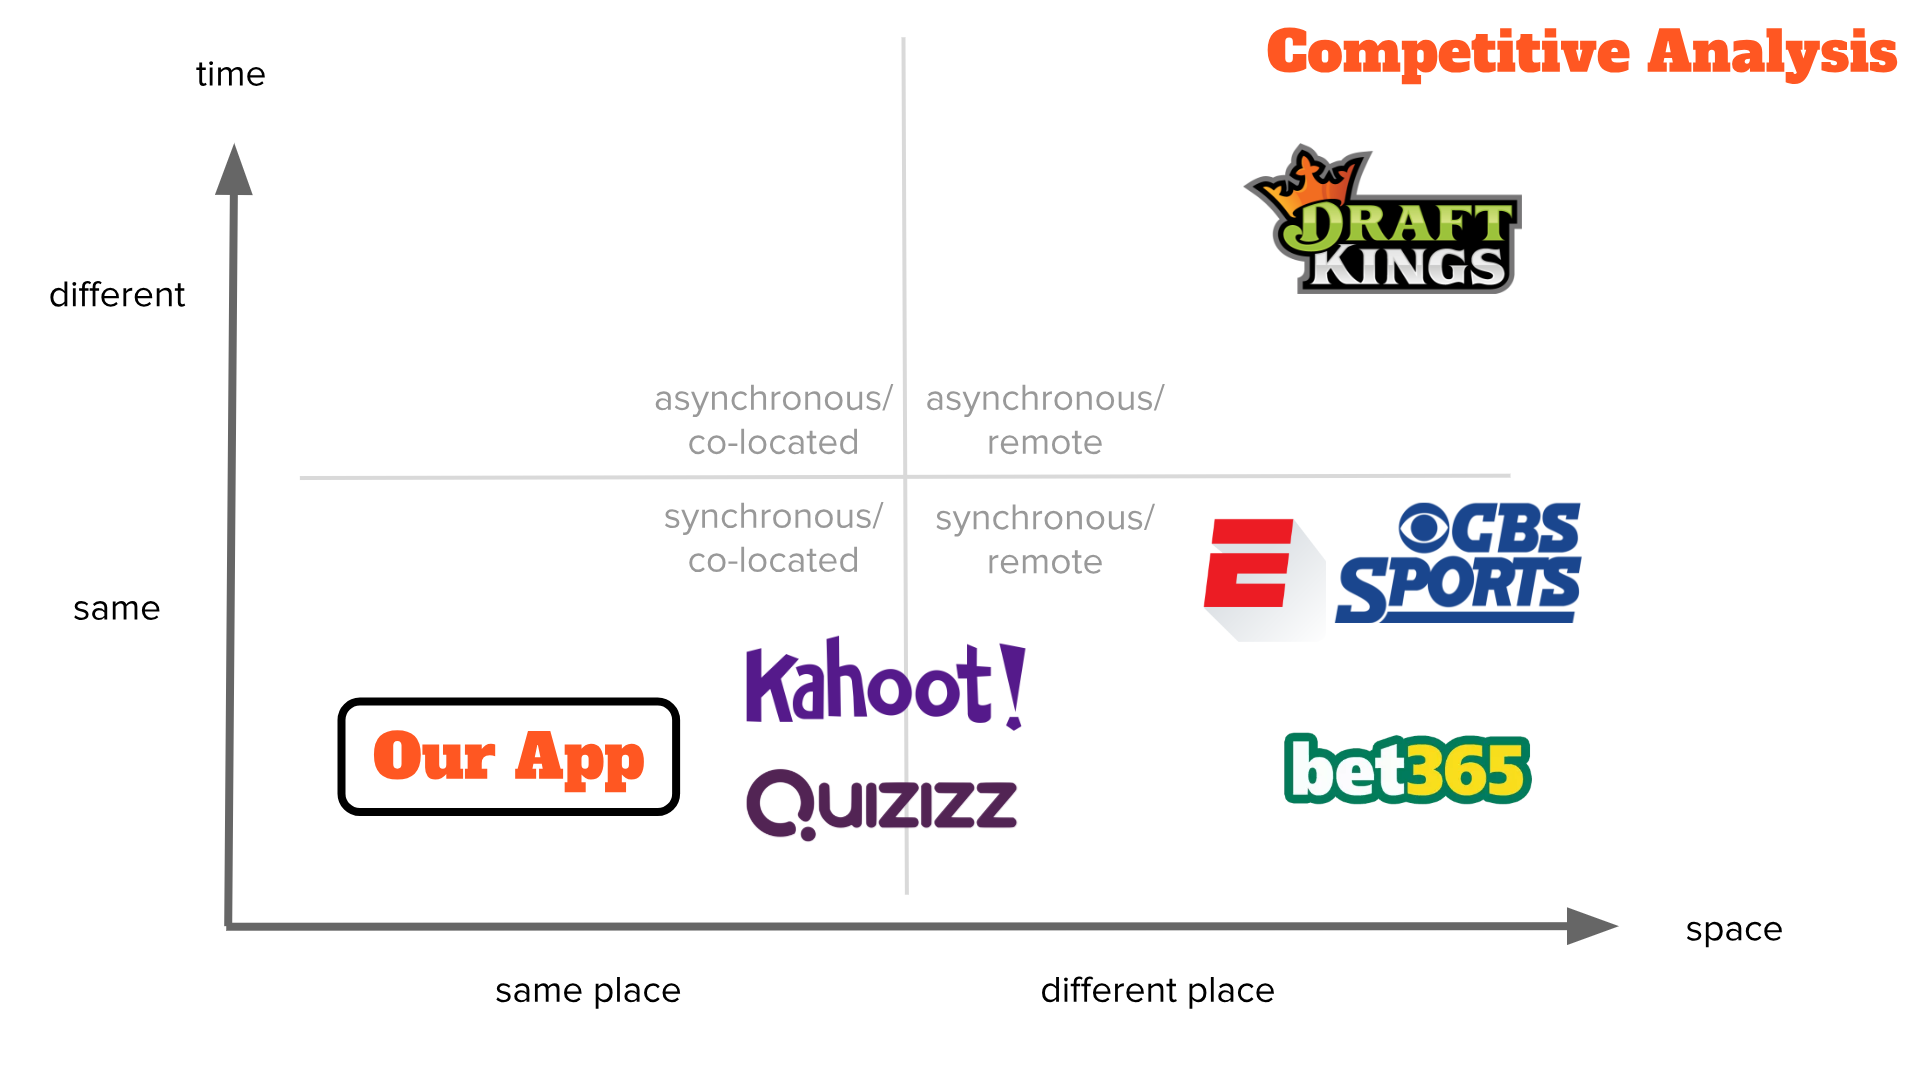 Competitive Analysis
time
DRAFT
KINGS
different
asynchronous/
co-located
asynchronous/
remote
synchronous/
co-located
synchronous/
remote
E
CBS
SPORTS
same
Kahoot!
Our App
bet365
Quizizz
space
same place
different place